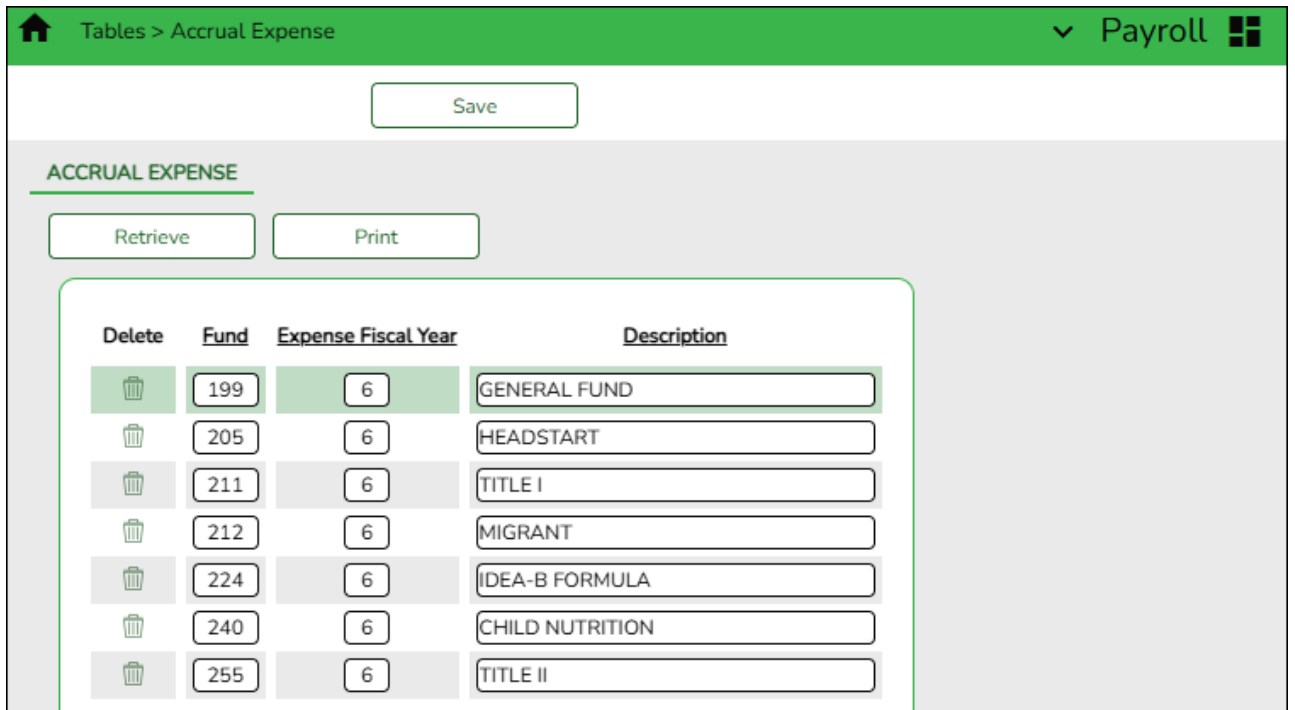 Tables > Accrual Expense Payroll
Save
ACCRUAL EXPENSE
Retrieve Print
Delete Fund Expense Fiscal Year Description
199 6 GENERAL FUND
205 6 HEADSTART
211 6 TITLE I
212 6 MIGRANT
224 6 IDEA-B FORMULA
240 6 CHILD NUTRITION
255 6 TITLE II